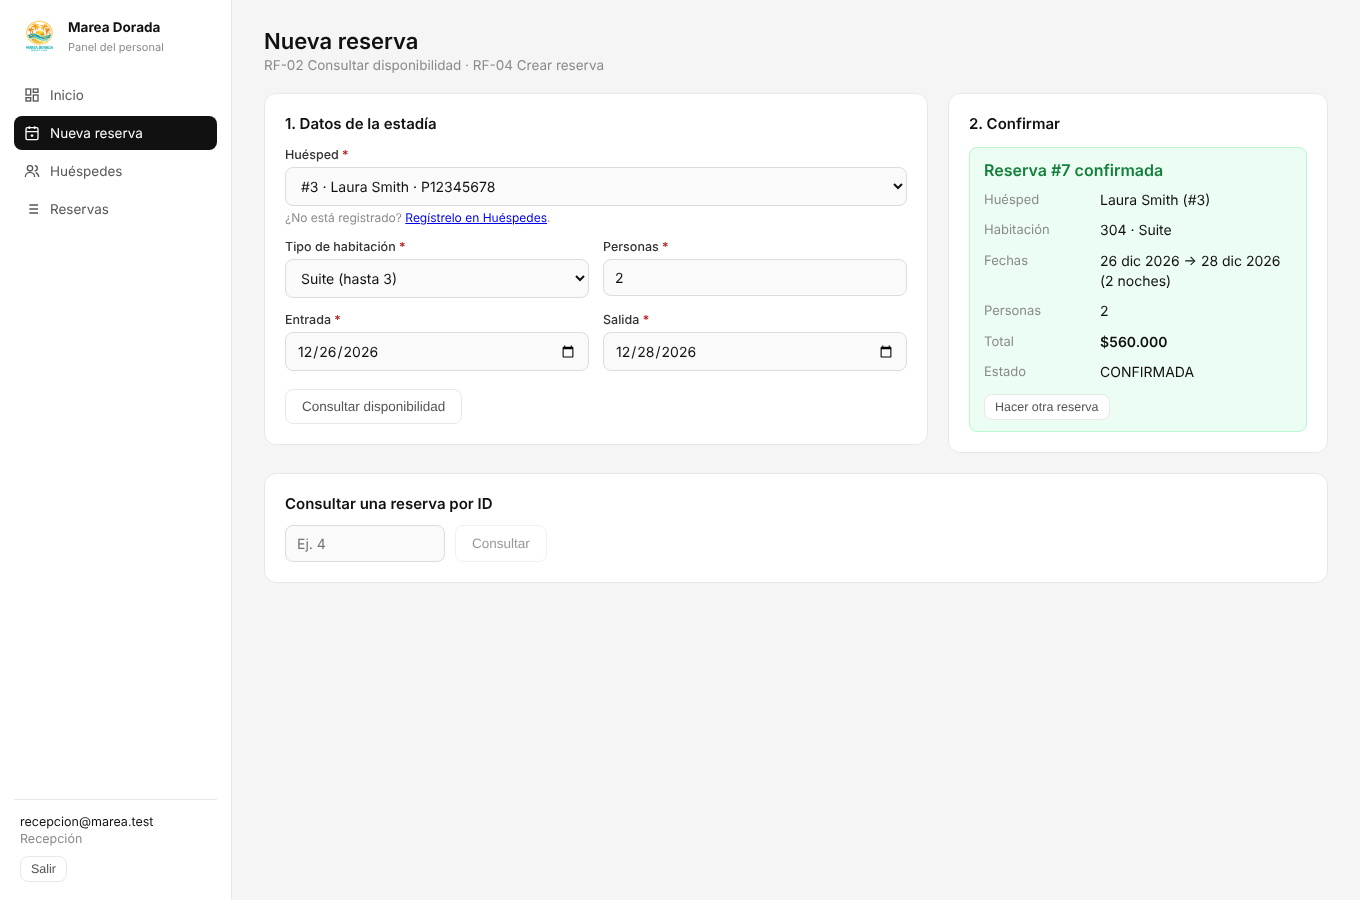 Marea Dorada
Panel del personal
Inicio
Nueva reserva
Huéspedes
Reservas
recepcion@marea.test
Recepción
Salir
Nueva reserva
RF-02 Consultar disponibilidad · RF-04 Crear reserva
1. Datos de la estadía
Huésped *
#3 · Laura Smith · P12345678
¿No está registrado? Regístrelo en Huéspedes.
Tipo de habitación *
Personas *
Suite (hasta 3)
2
Entrada *
Salida *
12/26/2026
12/28/2026
Consultar disponibilidad
2. Confirmar
Reserva #7 confirmada
Huésped Laura Smith (#3)
Habitación 304 · Suite
Fechas 26 dic 2026 → 28 dic 2026
(2 noches)
Personas 2
Total $560.000
Estado CONFIRMADA
Hacer otra reserva
Consultar una reserva por ID
Ej. 4
Consultar